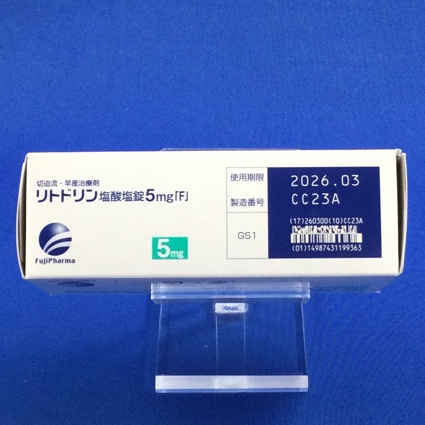 切迫流・早産治療剤
リトドリン塩酸塩錠5mg「F」
FujiPharma
5mg
使用期限 2026.03
製造番号 CC23A
GS1
(17)260300(10)CC23A
(01)14987431199363